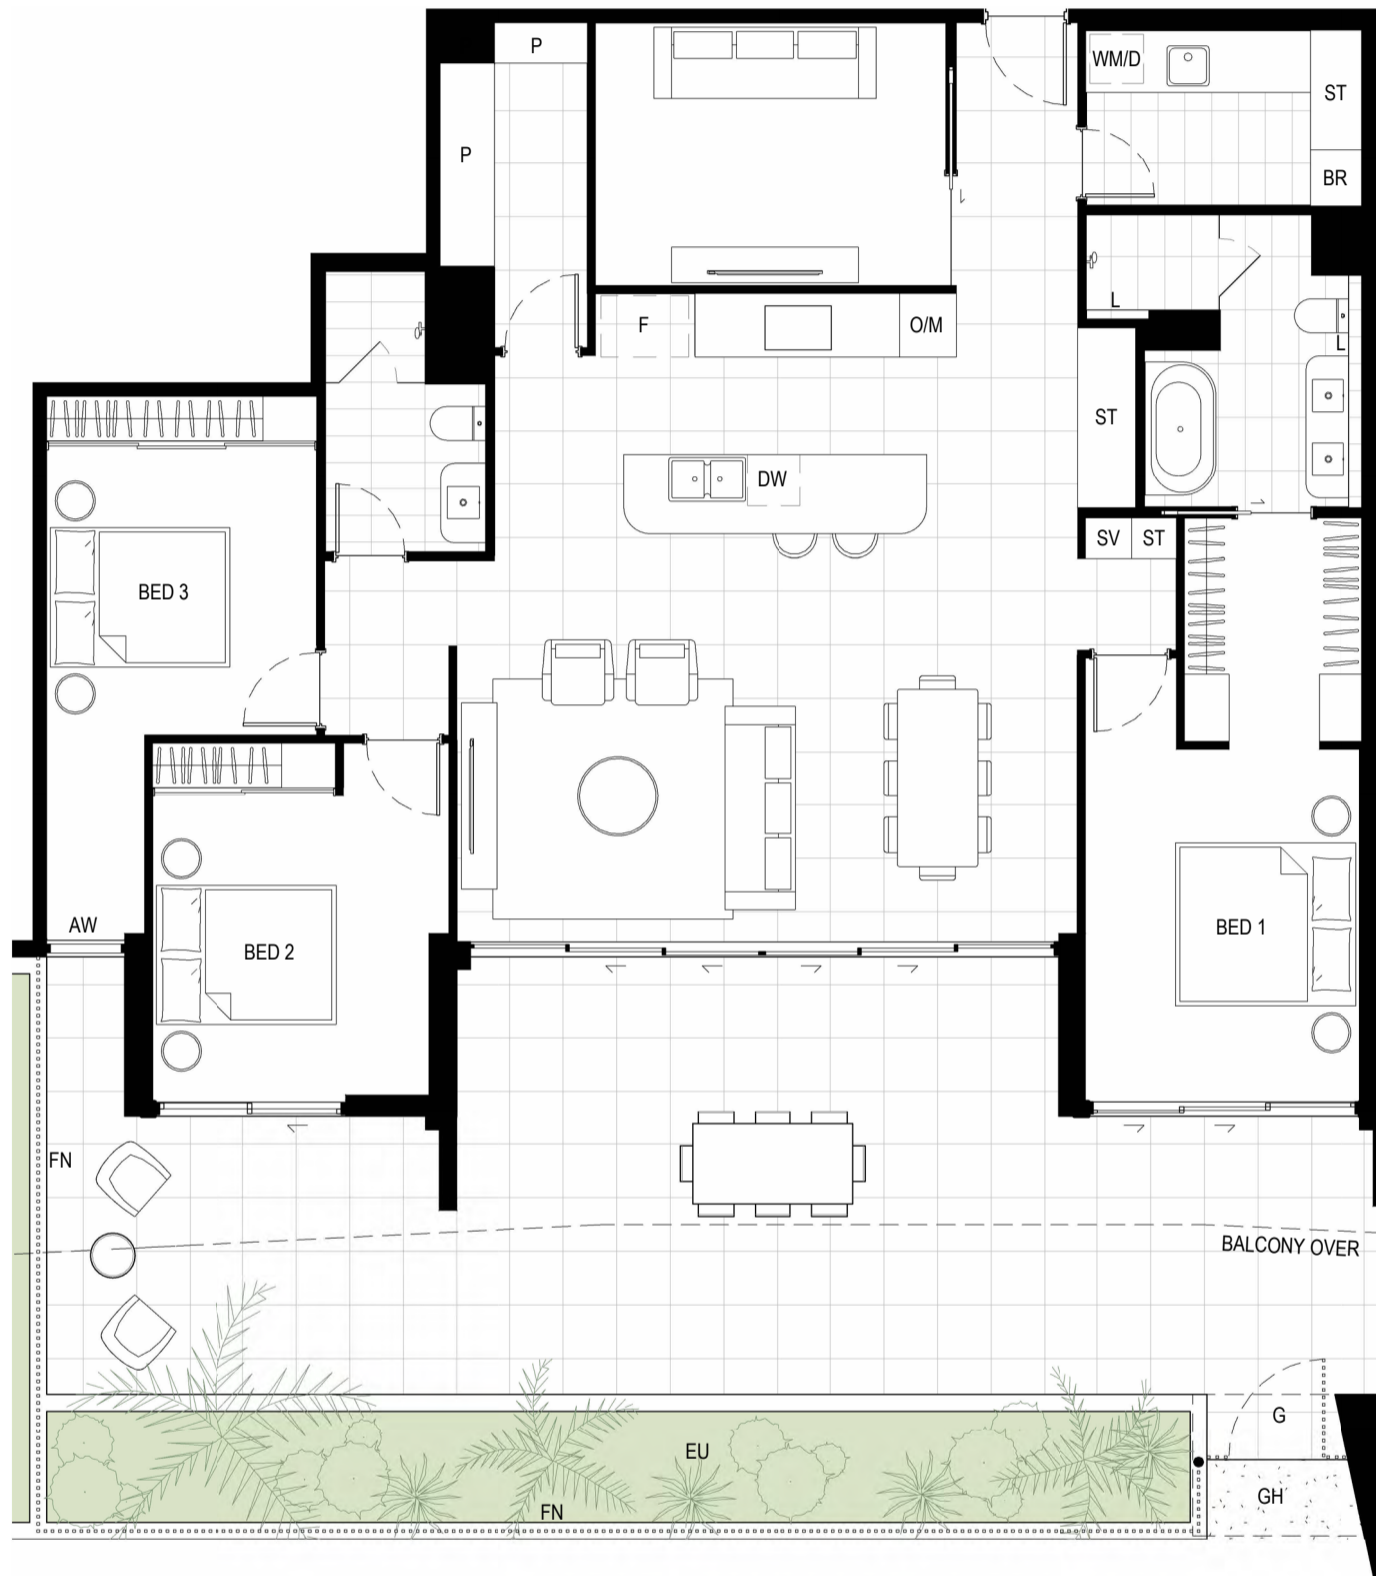 P
WM/D
ST
P
BR
L
F
O/M
L
ST
DW
SV
ST
BED 3
AW
BED 2
BED 1
FN
BALCONY OVER
G
EU
GH
FN